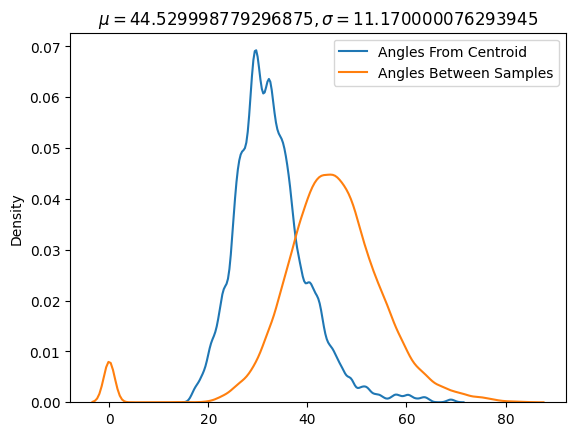 μ = 44.529998779296875, σ = 11.170000076293945
Angles From Centroid
Angles Between Samples
Density
0.07
0.06
0.05
0.04
0.03
0.02
0.01
0.00
0 20 40 60 80